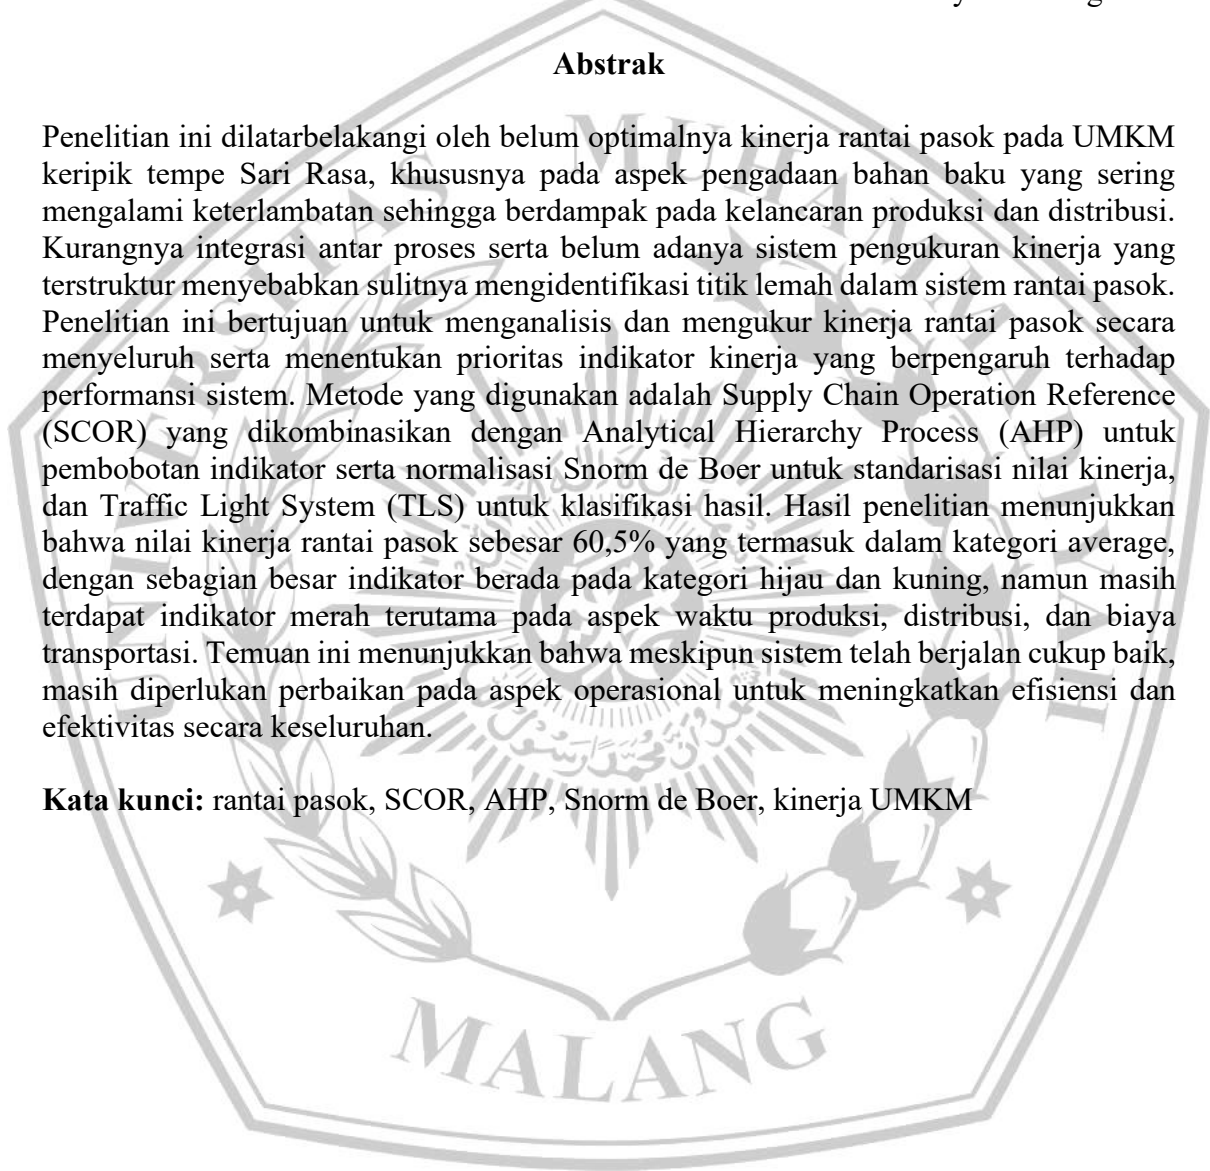 Abstrak
Penelitian ini dilatarbelakangi oleh belum optimalnya kinerja rantai pasok pada UMKM
keripik tempe Sari Rasa, khususnya pada aspek pengadaan bahan baku yang sering
mengalami keterlambatan sehingga berdampak pada kelancaran produksi dan distribusi.
Kurangnya integrasi antar proses serta belum adanya sistem pengukuran kinerja yang
terstruktur menyebabkan sulitnya mengidentifikasi titik lemah dalam sistem rantai pasok.
Penelitian ini bertujuan untuk menganalisis dan mengukur kinerja rantai pasok secara
menyeluruh serta menentukan prioritas indikator kinerja yang berpengaruh terhadap
performansi sistem. Metode yang digunakan adalah Supply Chain Operation Reference
(SCOR) yang dikombinasikan dengan Analytical Hierarchy Process (AHP) untuk
pembobotan indikator serta normalisasi Snorm de Boer untuk standarisasi nilai kinerja,
dan Traffic Light System (TLS) untuk klasifikasi hasil. Hasil penelitian menunjukkan
bahwa nilai kinerja rantai pasok sebesar 60,5% yang termasuk dalam kategori average,
dengan sebagian besar indikator berada pada kategori hijau dan kuning, namun masih
terdapat indikator merah terutama pada aspek waktu produksi, distribusi, dan biaya
transportasi. Temuan ini menunjukkan bahwa meskipun sistem telah berjalan cukup baik,
masih diperlukan perbaikan pada aspek operasional untuk meningkatkan efisiensi dan
efektivitas secara keseluruhan.
Kata kunci: rantai pasok, SCOR, AHP, Snorm de Boer, kinerja UMKM
UNIVERSITAS MUHAMMADIYAH
MALANG